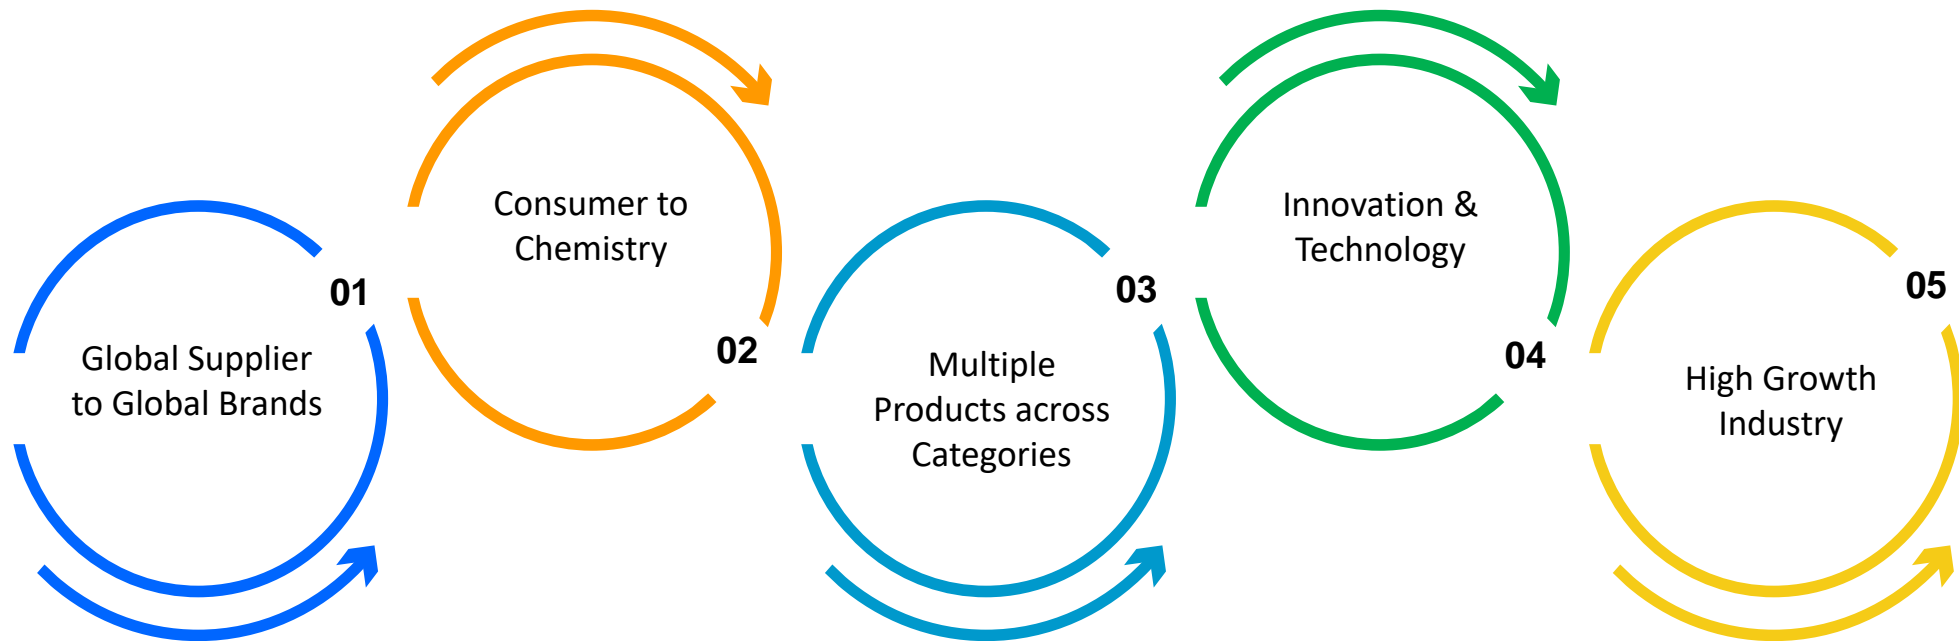 01
Global Supplier
to Global Brands
Consumer to
Chemistry
02
03
Multiple
Products across
Categories
Innovation &
Technology
04
05
High Growth
Industry